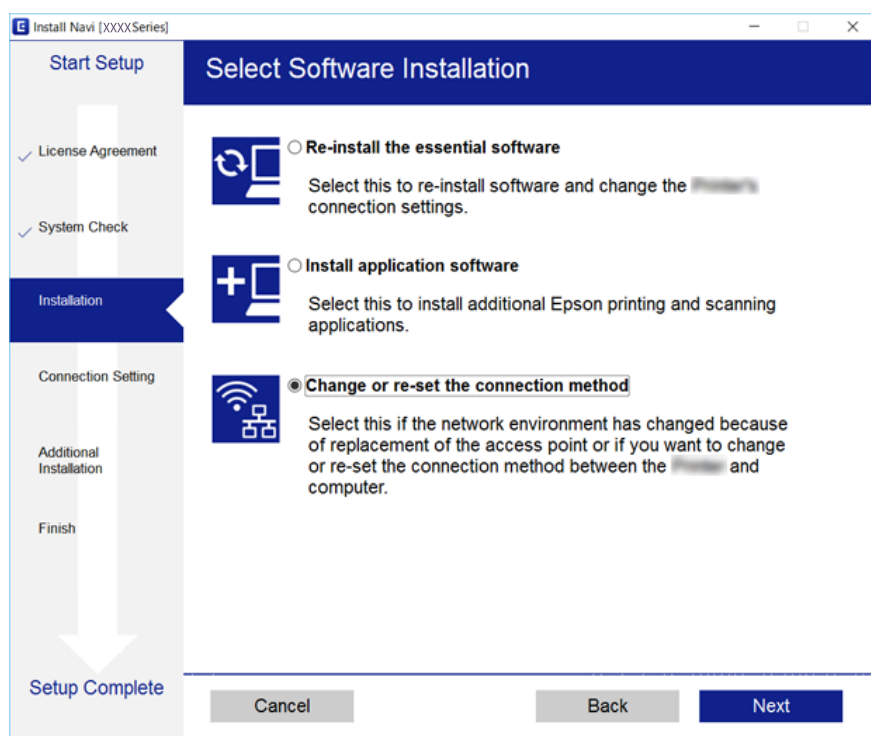 Install Navi [XXXX Series]
Start Setup
License Agreement
System Check
Installation
Connection Setting
Additional
Installation
Finish
Setup Complete
Select Software Installation
Re-install the essential software
Select this to re-install software and change the
connection settings.
Install application software
Select this to install additional Epson printing and scanning
applications.
Change or re-set the connection method
Select this if the network environment has changed because
of replacement of the access point or if you want to change
or re-set the connection method between the and
computer.
Cancel
Back
Next